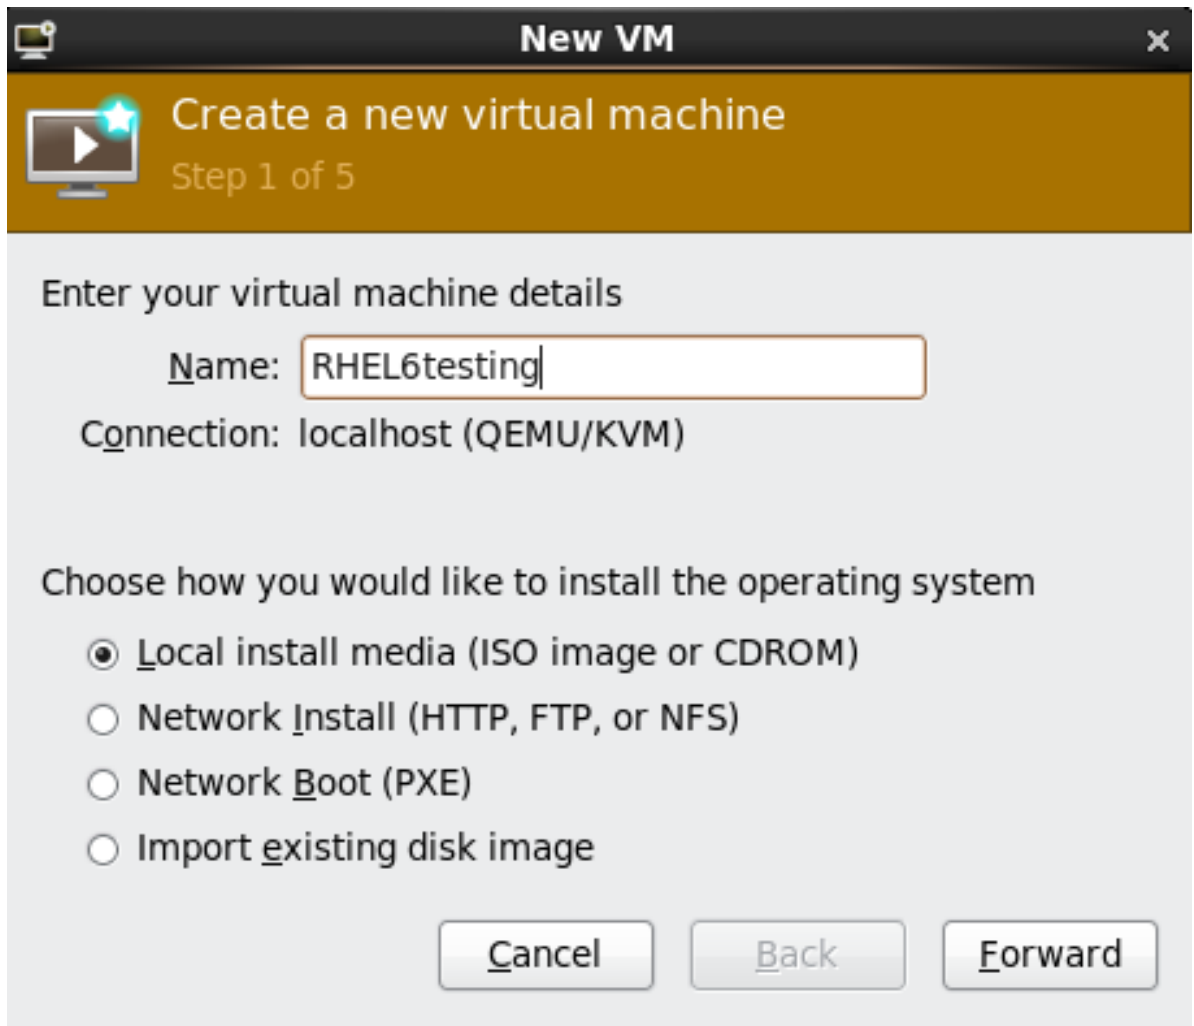 New VM
Create a new virtual machine
Step 1 of 5
Enter your virtual machine details
Name: RHEL6testing
Connection: localhost (QEMU/KVM)
Choose how you would like to install the operating system
Local install media (ISO image or CDROM)
Network Install (HTTP, FTP, or NFS)
Network Boot (PXE)
Import existing disk image
Cancel Back Forward